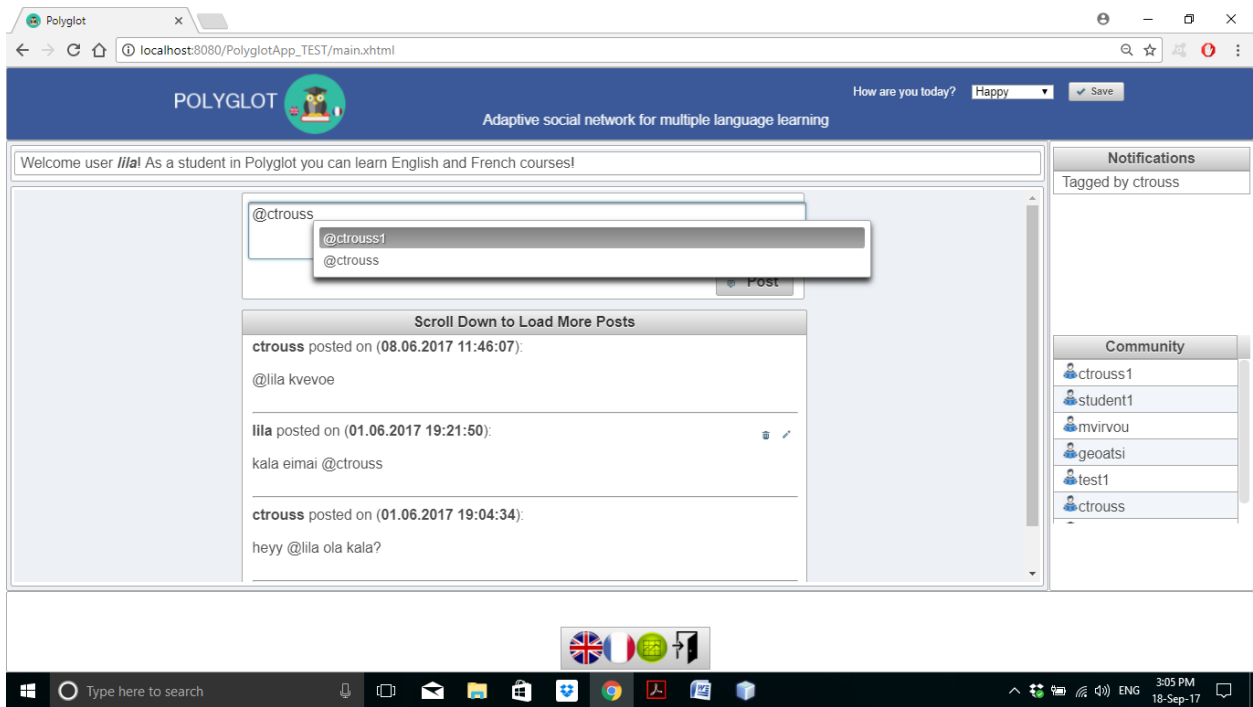 Polyglot
localhost:8080/PolyglotApp_TEST/main.xhtml
POLYGLOT
How are you today? Happy Save
Adaptive social network for multiple language learning
Welcome user lila! As a student in Polyglot you can learn English and French courses!
Notifications
Tagged by ctrouss
@ctrouss
@ctrouss1
@ctrouss
Post
Scroll Down to Load More Posts
ctrouss posted on (08.06.2017 11:46:07):
@lila kvevoe
lila posted on (01.06.2017 19:21:50):
kala eimai @ctrouss
ctrouss posted on (01.06.2017 19:04:34):
heyy @lila ola kala?
Community
ctrouss1
student1
mvirvou
geoatsi
test1
ctrouss
Type here to search
ENG
3:05 PM
18-Sep-17